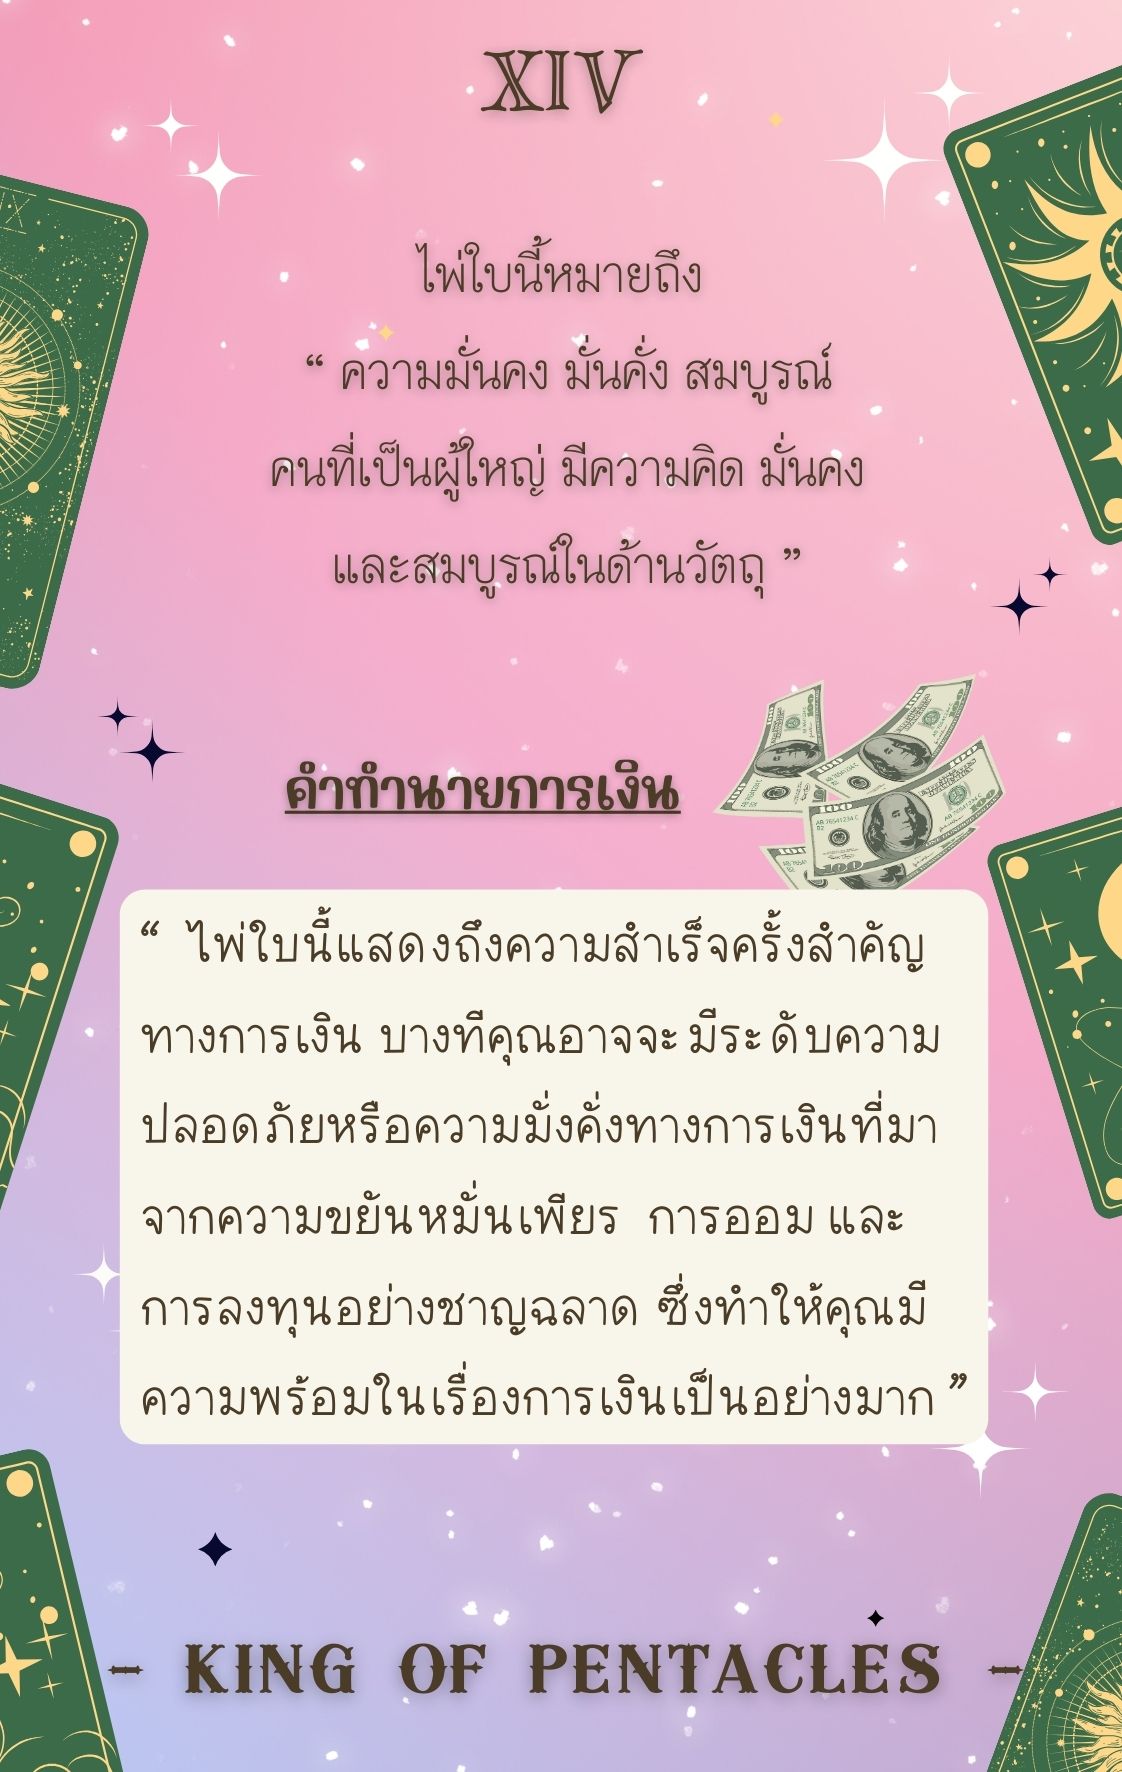 XIV
ไพ่ใบนี้หมายถึง
“ ความมั่นคง มั่นคั่ง สมบูรณ์
คนที่เป็นผู้ใหญ่ มีความคิด มั่นคง
และสมบูรณ์ในด้านวัตถุ ”
คำทำนายการเงิน
“ ไพ่ใบนี้แสดงถึงความสำเร็จครั้งสำคัญ
ทางการเงิน บางทีคุณอาจจะมีระดับความ
ปลอดภัยหรือความมั่งคั่งทางการเงินที่มา
จากความขยันหมั่นเพียร การออม และ
การลงทุนอย่างชาญฉลาด ซึ่งทำให้คุณมี
ความพร้อมในเรื่องการเงินเป็นอย่างมาก ”
- KING OF PENTACLES -